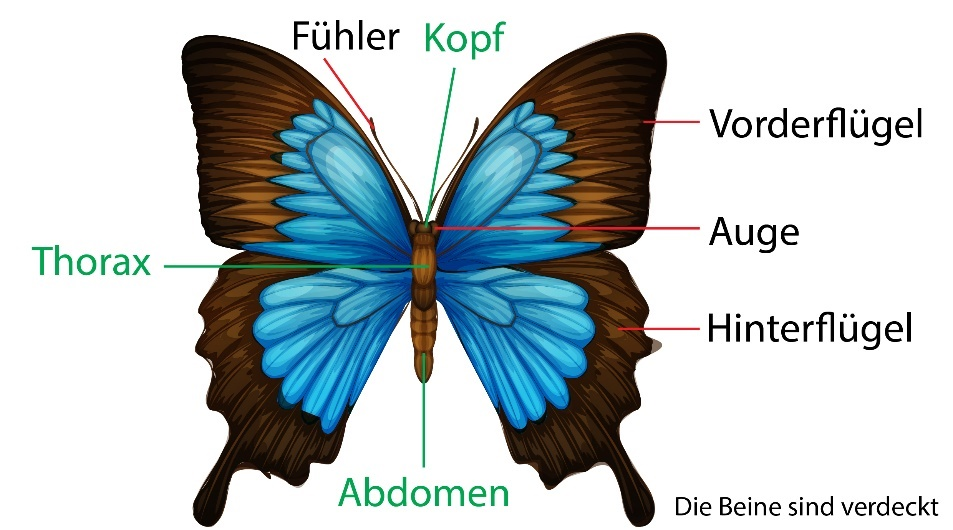 Fühler
Kopf
Vorderflügel
Auge
Thorax
Hinterflügel
Abdomen
Die Beine sind verdeckt